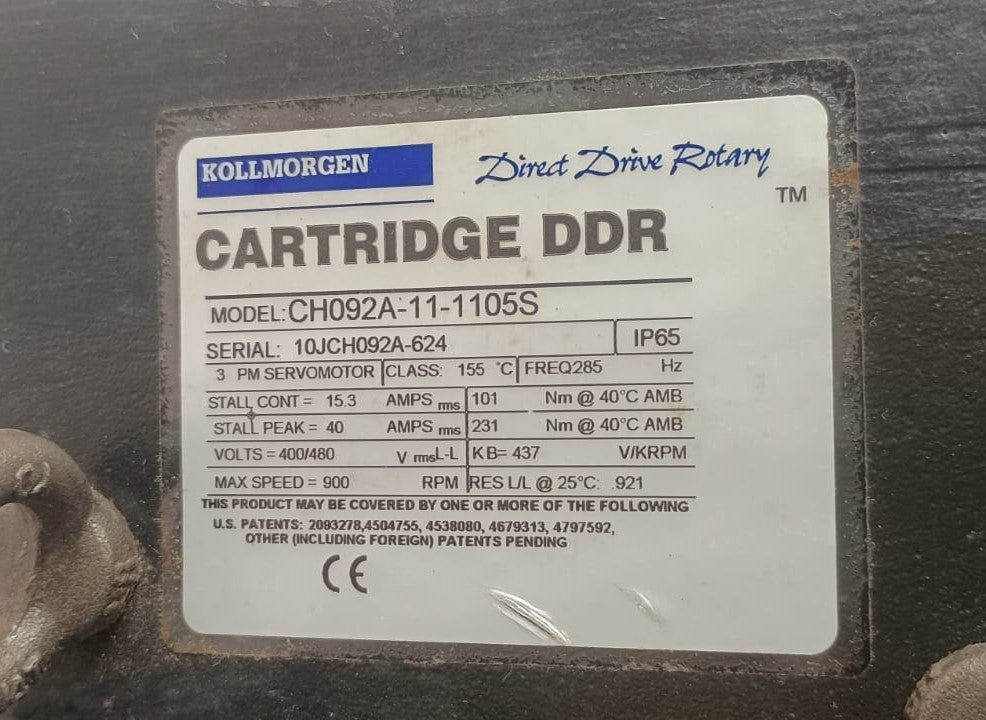 KOLLMORGEN
Direct Drive Rotary
TM
CARTRIDGE DDR
MODEL: CH092A-11-1105S
SERIAL: 10JCH092A-624 IP65
3 PM SERVOMOTOR CLASS: 155 °C FREQ285 Hz
STALL CONT = 15.3 AMPS rms 101 Nm @ 40°C AMB
STALL PEAK = 40 AMPS rms 231 Nm @ 40°C AMB
VOLTS = 400/480 V rmsL-L KB= 437 V/KRPM
MAX SPEED = 900 RPM RES L/L @ 25°C: .921
THIS PRODUCT MAY BE COVERED BY ONE OR MORE OF THE FOLLOWING
U.S. PATENTS: 2093278,4504755, 4538080, 4679313, 4797592,
OTHER (INCLUDING FOREIGN) PATENTS PENDING
CE